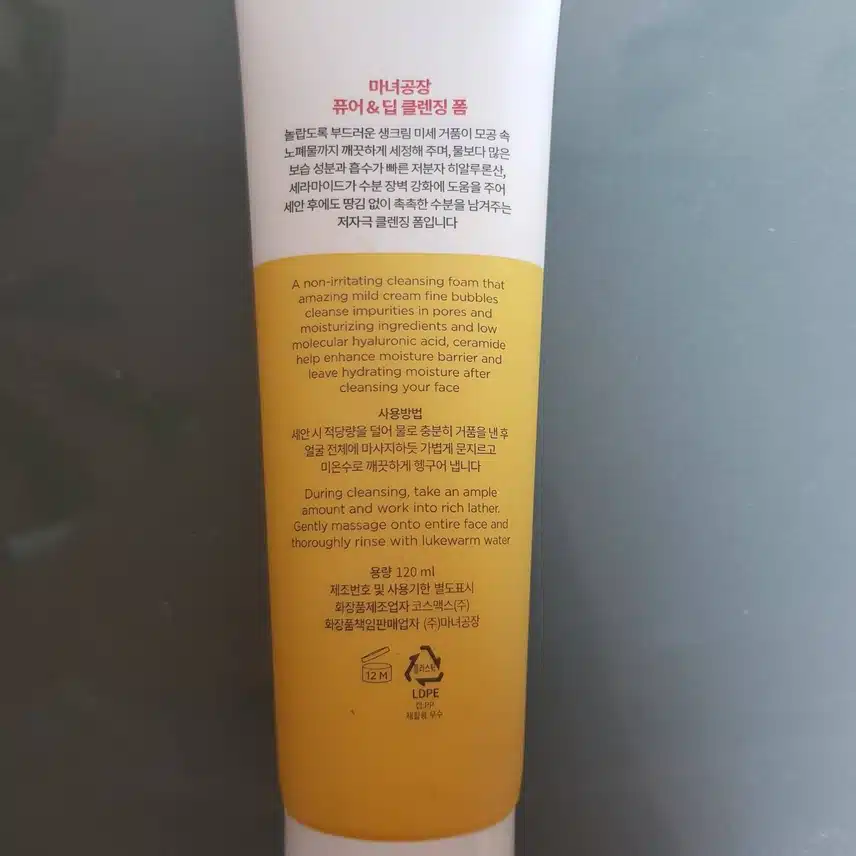 마녀공장
퓨어 & 딥 클렌징 폼
놀랍도록 부드러운 생크림 미세 거품이 모공 속
노폐물까지 깨끗하게 세정해 주며, 물보다 많은
보습 성분과 흡수가 빠른 저분자 히알루론산,
세라마이드가 수분 장벽 강화에 도움을 주어
세안 후에도 땅김 없이 촉촉한 수분을 남겨주는
저자극 클렌징 폼입니다
A non-irritating cleansing foam that
amazing mild cream fine bubbles
cleanse impurities in pores and
moisturizing ingredients and low
molecular hyaluronic acid, ceramide
help enhance moisture barrier and
leave hydrating moisture after
cleansing your face
사용방법
세안 시 적당량을 덜어 물로 충분히 거품을 낸 후
얼굴 전체에 마사지하듯 가볍게 문지르고
미온수로 깨끗하게 헹구어 냅니다
During cleansing, take an ample
amount and work into rich lather.
Gently massage onto entire face and
thoroughly rinse with lukewarm water
용량 120 ml
제조번호 및 사용기한 별도표시
화장품제조업자 코스맥스(주)
화장품책임판매업자 (주)마녀공장
12 M
플라스틱
LDPE
캡:PP
재활용 우수